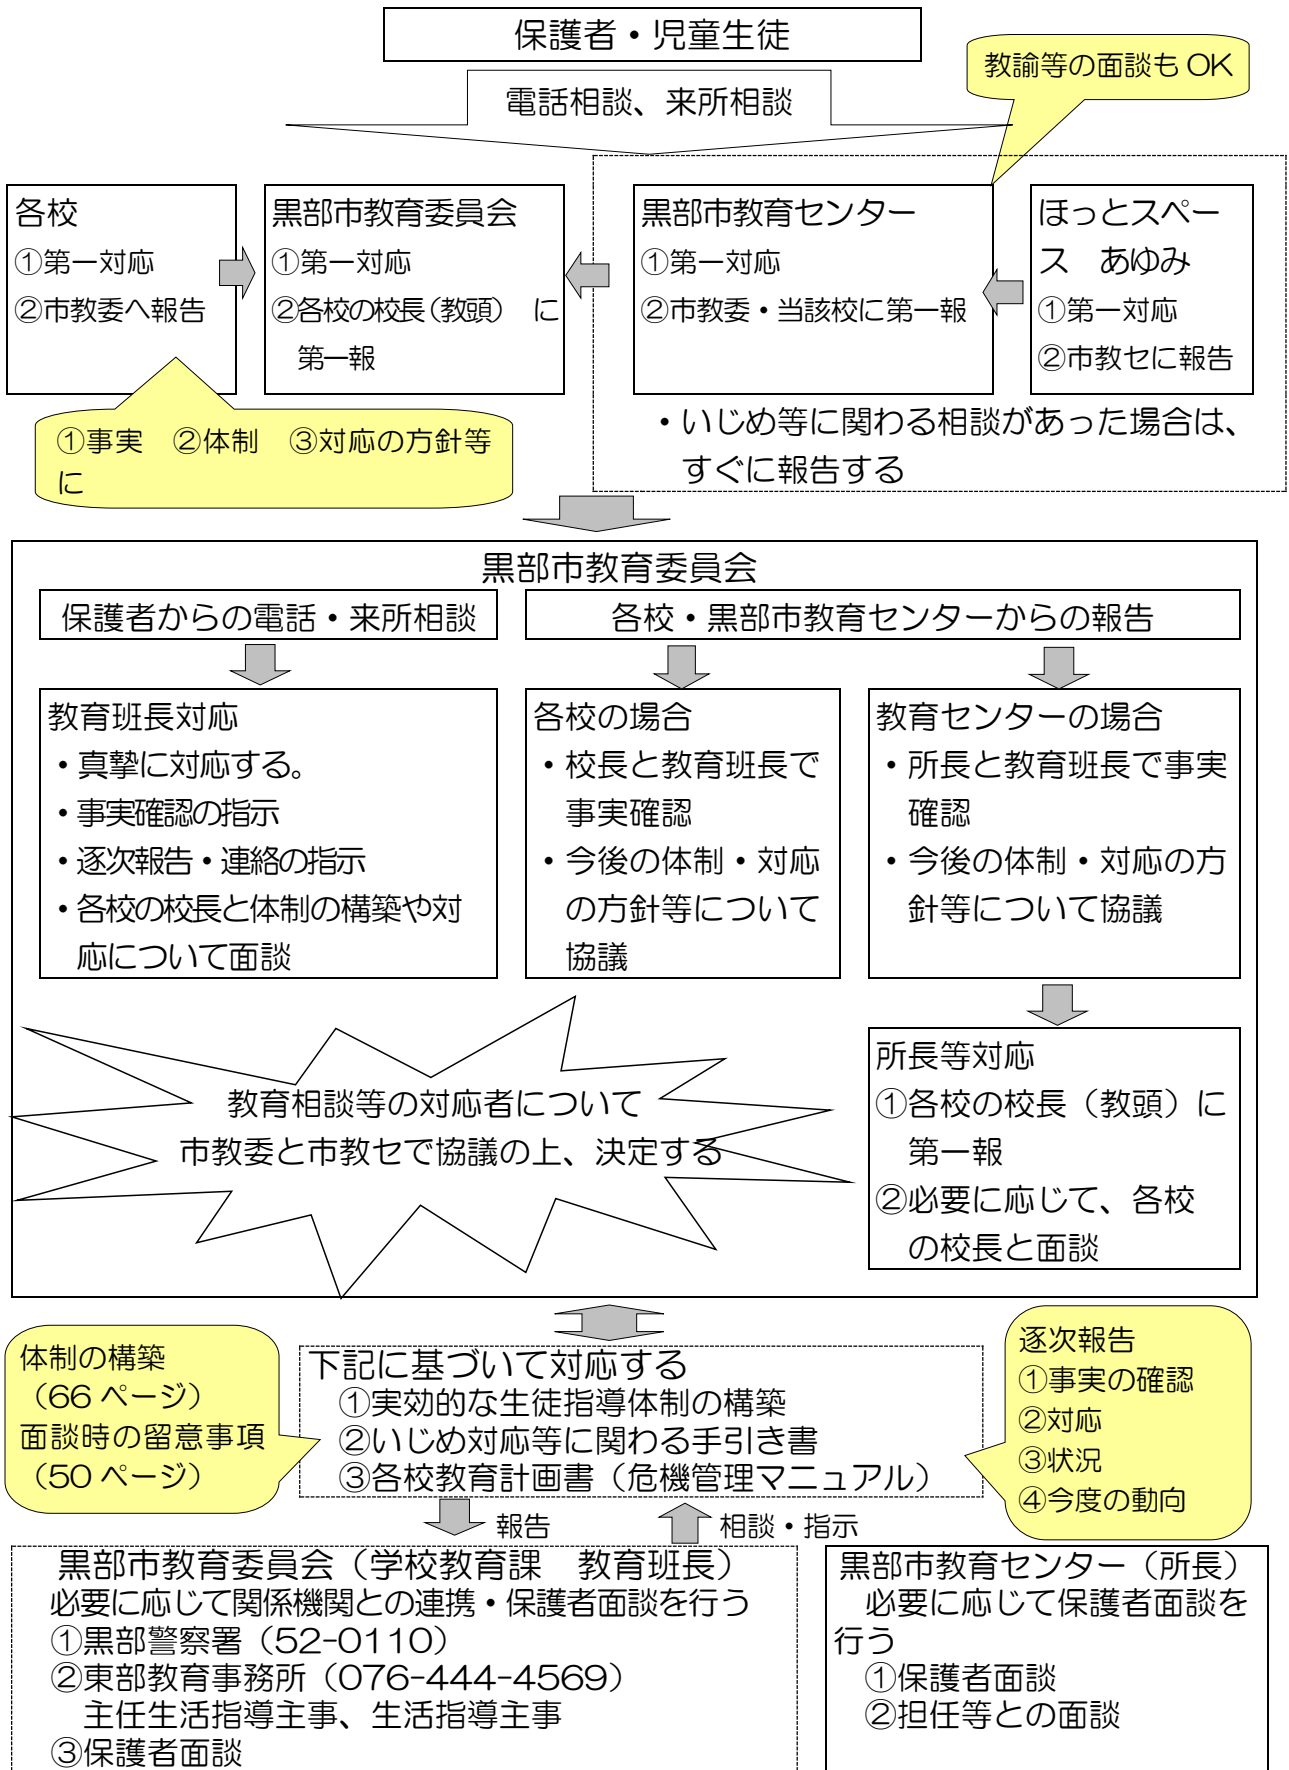 保護者・児童生徒
教諭等の面談も OK
電話相談、来所相談
各校
①第一対応
②市教委へ報告
黒部市教育委員会
①第一対応
②各校の校長（教頭）　に
第一報
黒部市教育センター
①第一対応
②市教委・当該校に第一報
ほっとスペー
ス　あゆみ
①第一対応
②市教セに報告
①事実　②体制　③対応の方針等
に
・いじめ等に関わる相談があった場合は、
すぐに報告する
黒部市教育委員会
保護者からの電話・来所相談
各校・黒部市教育センターからの報告
教育班長対応
・真摯に対応する。
・事実確認の指示
・逐次報告・連絡の指示
・各校の校長と体制の構築や対
応について面談
各校の場合
・校長と教育班長で
事実確認
・今後の体制・対応
の方針等について
協議
教育センターの場合
・所長と教育班長で事実
確認
・今後の体制・対応の方
針等について協議
教育相談等の対応者について
市教委と市教セで協議の上、決定する
所長等対応
①各校の校長（教頭）に
第一報
②必要に応じて、各校
の校長と面談
体制の構築
（66 ページ）
面談時の留意事項
（50 ページ）
下記に基づいて対応する
①実効的な生徒指導体制の構築
②いじめ対応等に関わる手引き書
③各校教育計画書（危機管理マニュアル）
逐次報告
①事実の確認
②対応
③状況
④今度の動向
報告
相談・指示
黒部市教育委員会（学校教育課　教育班長）
必要に応じて関係機関との連携・保護者面談を行う
①黒部警察署（52-0110）
②東部教育事務所（076-444-4569）
主任生活指導主事、生活指導主事
③保護者面談
黒部市教育センター（所長）
必要に応じて保護者面談を
行う
①保護者面談
②担任等との面談